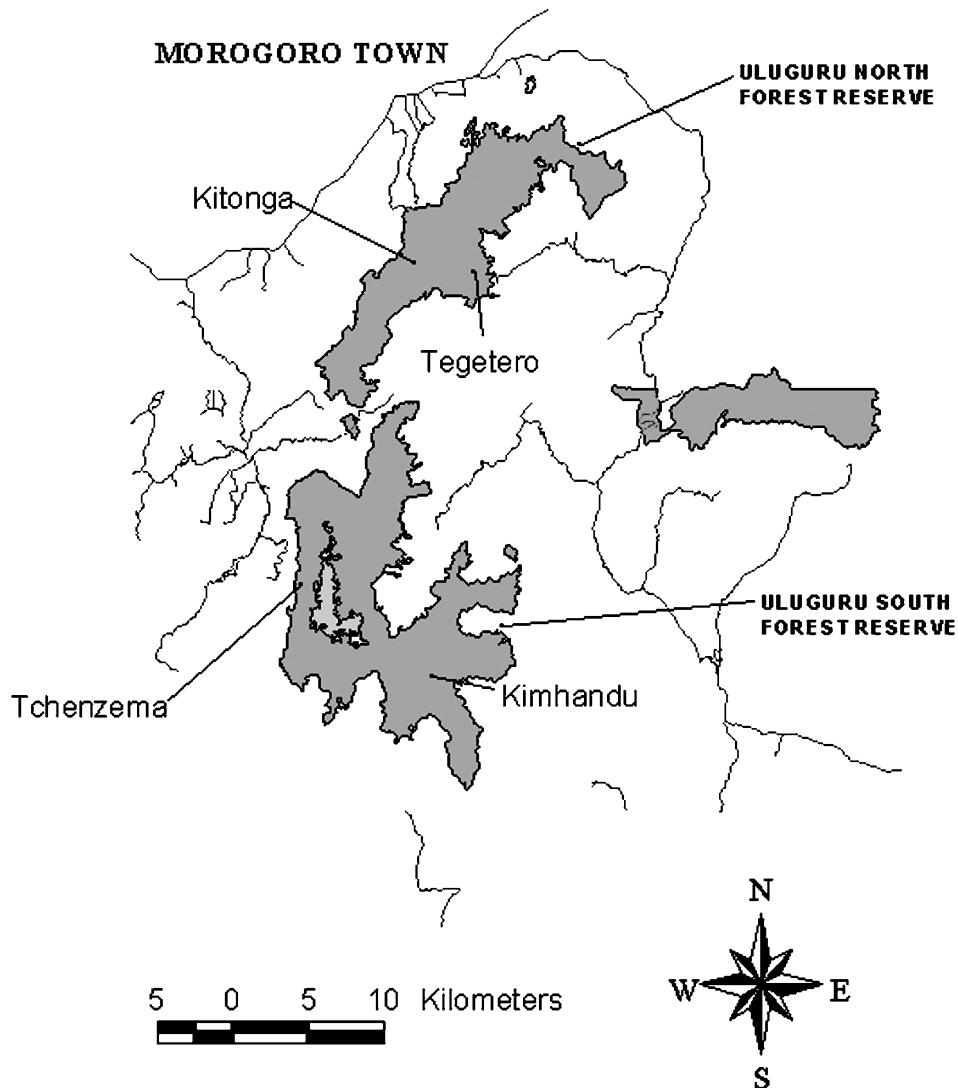 MOROGORO TOWN
ULUGURU NORTH
FOREST RESERVE
Kitonga
Tegetero
ULUGURU SOUTH
FOREST RESERVE
Tchenzema
Kimhandu
N
W E
S
5 0 5 10 Kilometers